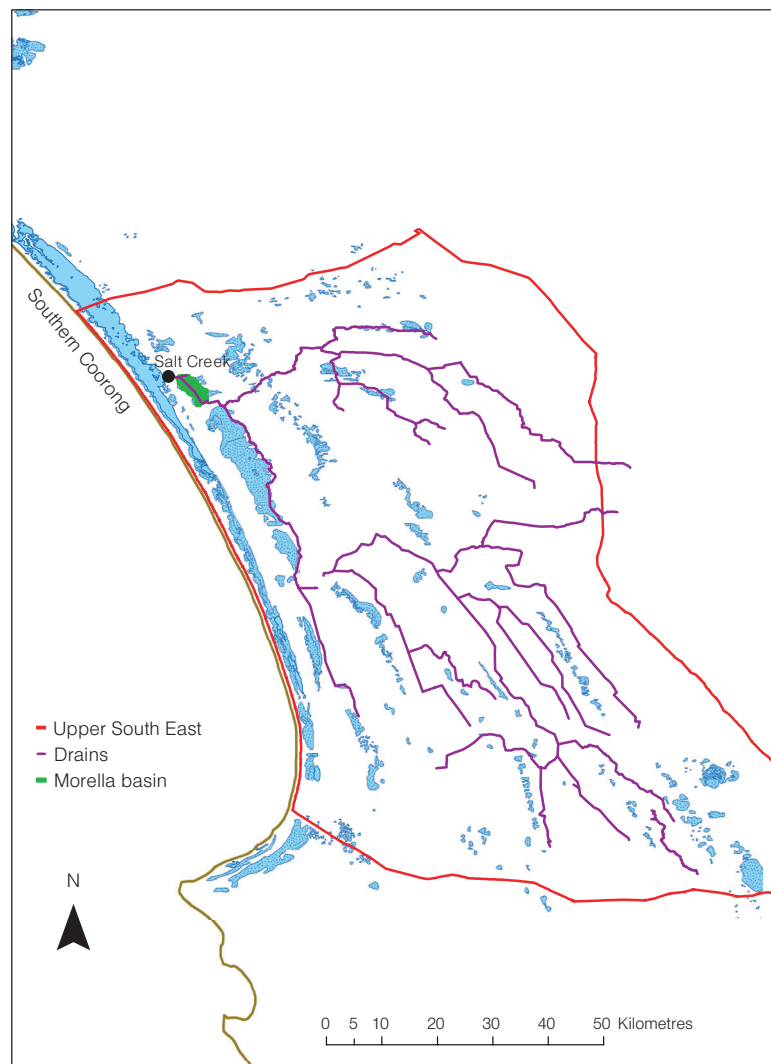 Southern Coorong
Salt Creek
Upper South East
Drains
Morella basin
N
0 5 10 20 30 40 50 Kilometres